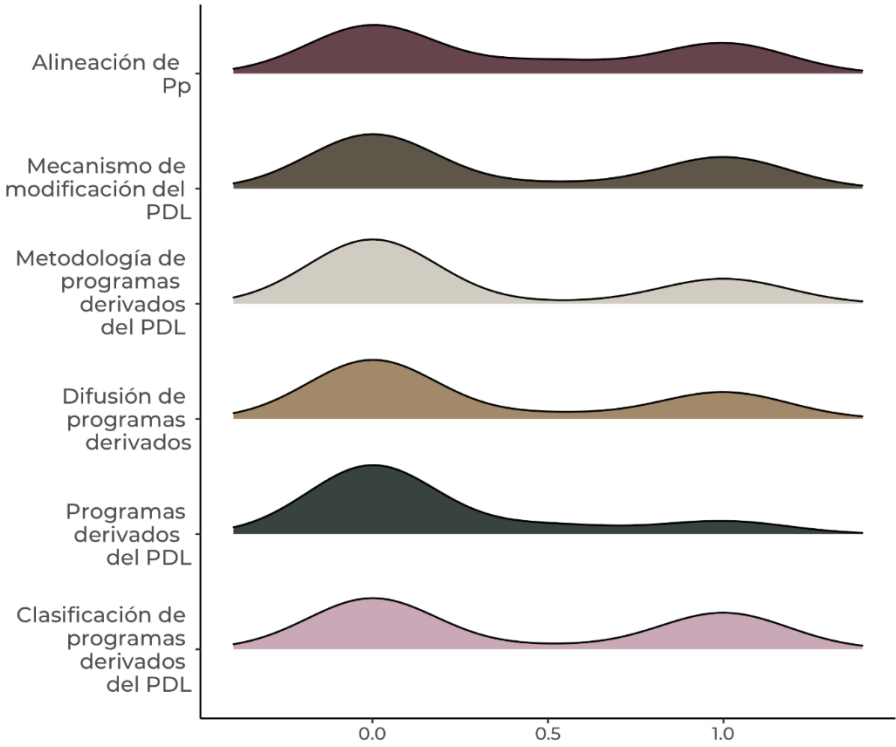 Alineación de
Pp
Mecanismo de
modificación del
PDL
Metodología de
programas
derivados
del PDL
Difusión de
programas
derivados
Programas
derivados
del PDL
Clasificación de
programas
derivados
del PDL
0.0 0.5 1.0